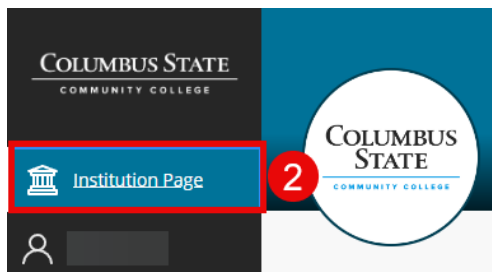 COLUMBUS STATE
COMMUNITY COLLEGE
Institution Page
2
COLUMBUS
STATE
COMMUNITY COLLEGE